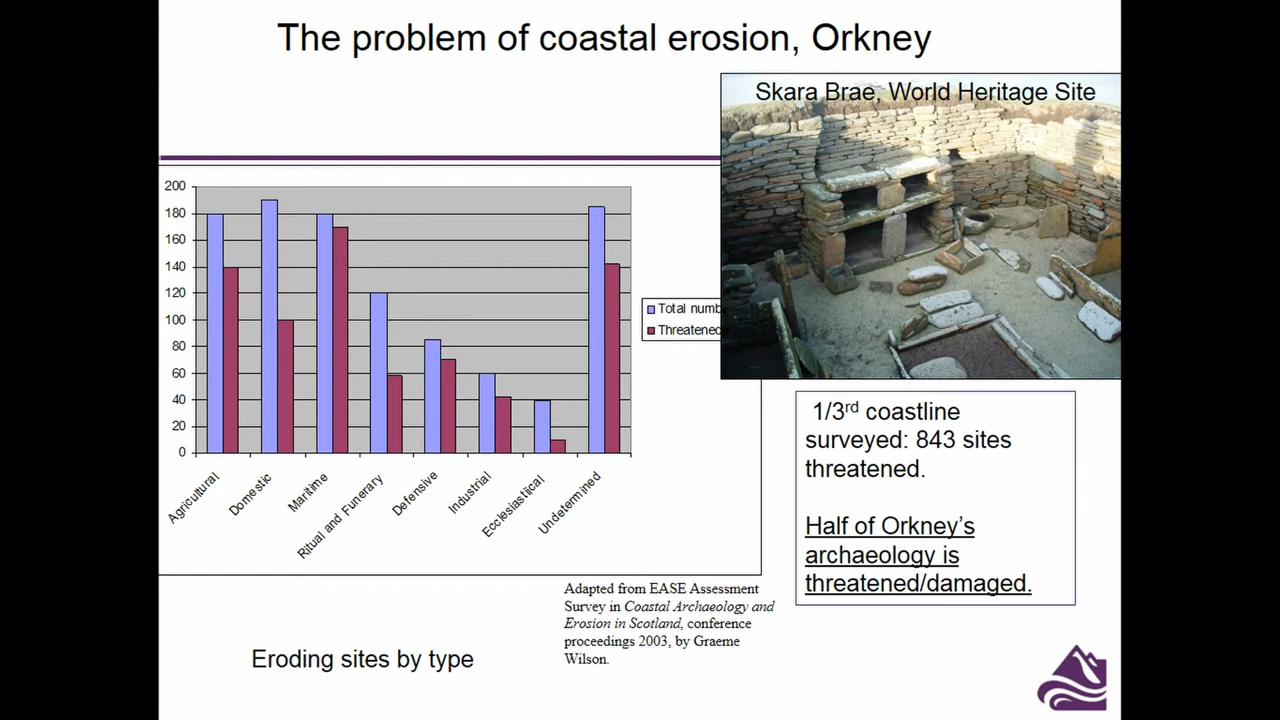 The problem of coastal erosion, Orkney
Skara Brae, World Heritage Site
200
180
160
140
120
100
80
60
40
20
0
Agricultural
Domestic
Maritime
Ritual and Funerary
Defensive
Industrial
Ecclesiastical
Undetermined
Total numb
Threatened
1/3rd coastline
surveyed: 843 sites
threatened.
Half of Orkney’s
archaeology is
threatened/damaged.
Adapted from EASE Assessment
Survey in Coastal Archaeology and
Erosion in Scotland, conference
proceedings 2003, by Graeme
Wilson.
Eroding sites by type